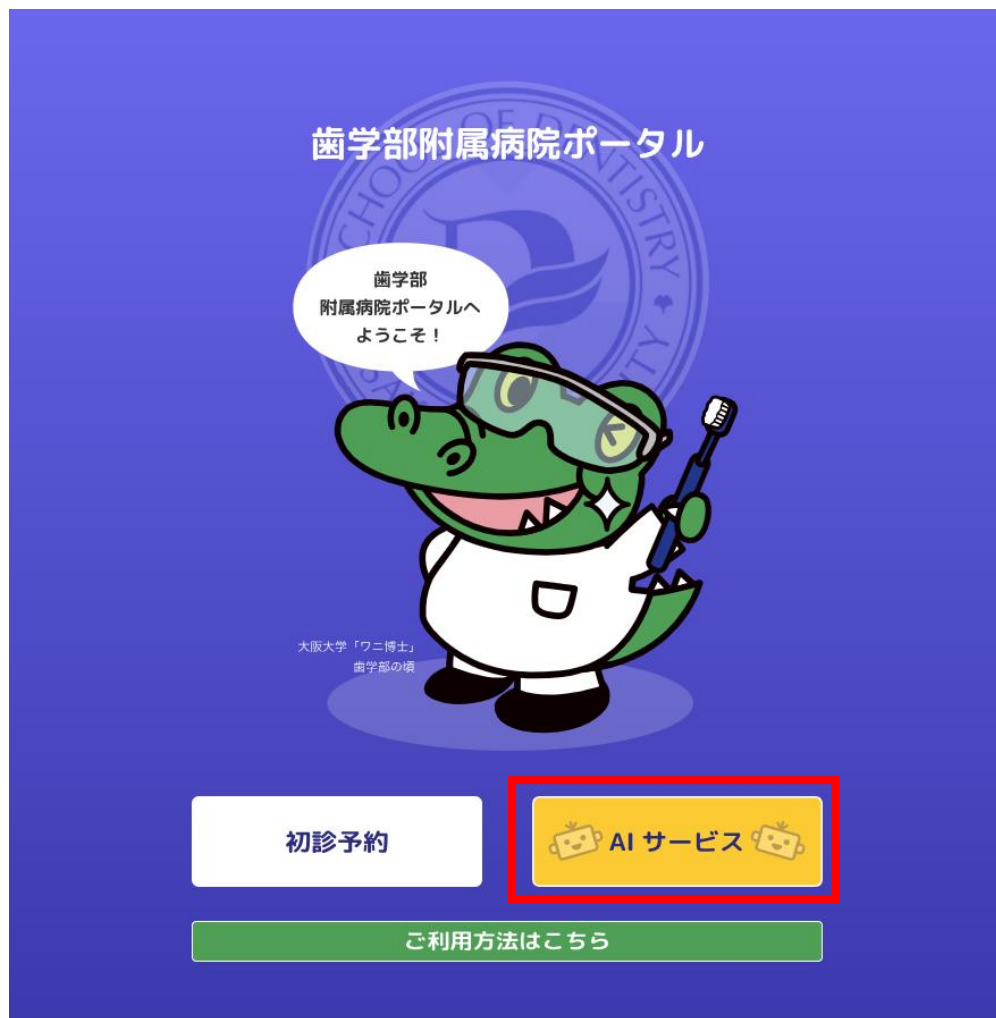 歯学部附属病院ポータル
SCHOOL OF DENTISTRY
歯学部
附属病院ポータルへ
ようこそ！
大阪大学「ワニ博士」
歯学部の頃
初診予約
AI サービス
ご利用方法はこちら